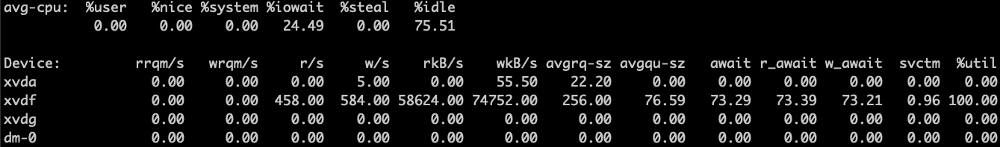 avg-cpu: %user %nice %system %iowait %steal %idle
0.00 0.00 0.00 24.49 0.00 75.51
Device: rrqm/s wrqm/s r/s w/s rkB/s wkB/s avgrq-sz avgqu-sz await r_await w_await svctm %util
xvda 0.00 0.00 0.00 5.00 0.00 55.50 22.20 0.00 0.00 0.00 0.00 0.00 0.00
xvdf 0.00 0.00 458.00 584.00 58624.00 74752.00 256.00 76.59 73.29 73.39 73.21 0.96 100.00
xvdg 0.00 0.00 0.00 0.00 0.00 0.00 0.00 0.00 0.00 0.00 0.00 0.00 0.00
dm-0 0.00 0.00 0.00 0.00 0.00 0.00 0.00 0.00 0.00 0.00 0.00 0.00 0.00